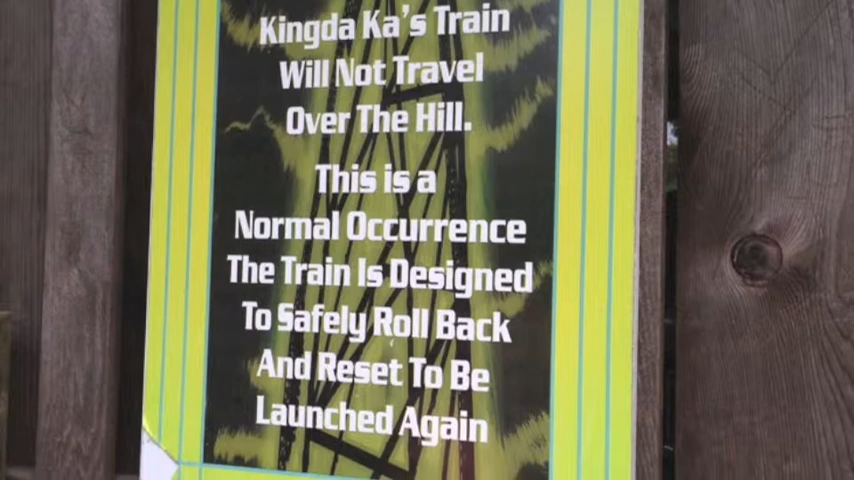 Kingda Ka's Train
Will Not Travel
Over The Hill.
This is a
Normal Occurrence
The Train Is Designed
To Safely Roll Back
And Reset To Be
Launched Again